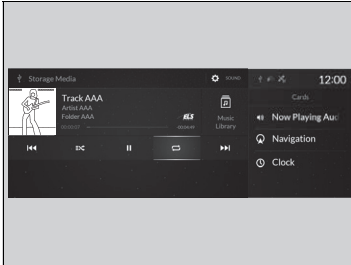 Storage Media
SOUND
12:00
Track AAA
Artist AAA
Folder AAA
ELS
Music
Library
Cards
Now Playing Aud
Navigation
Clock